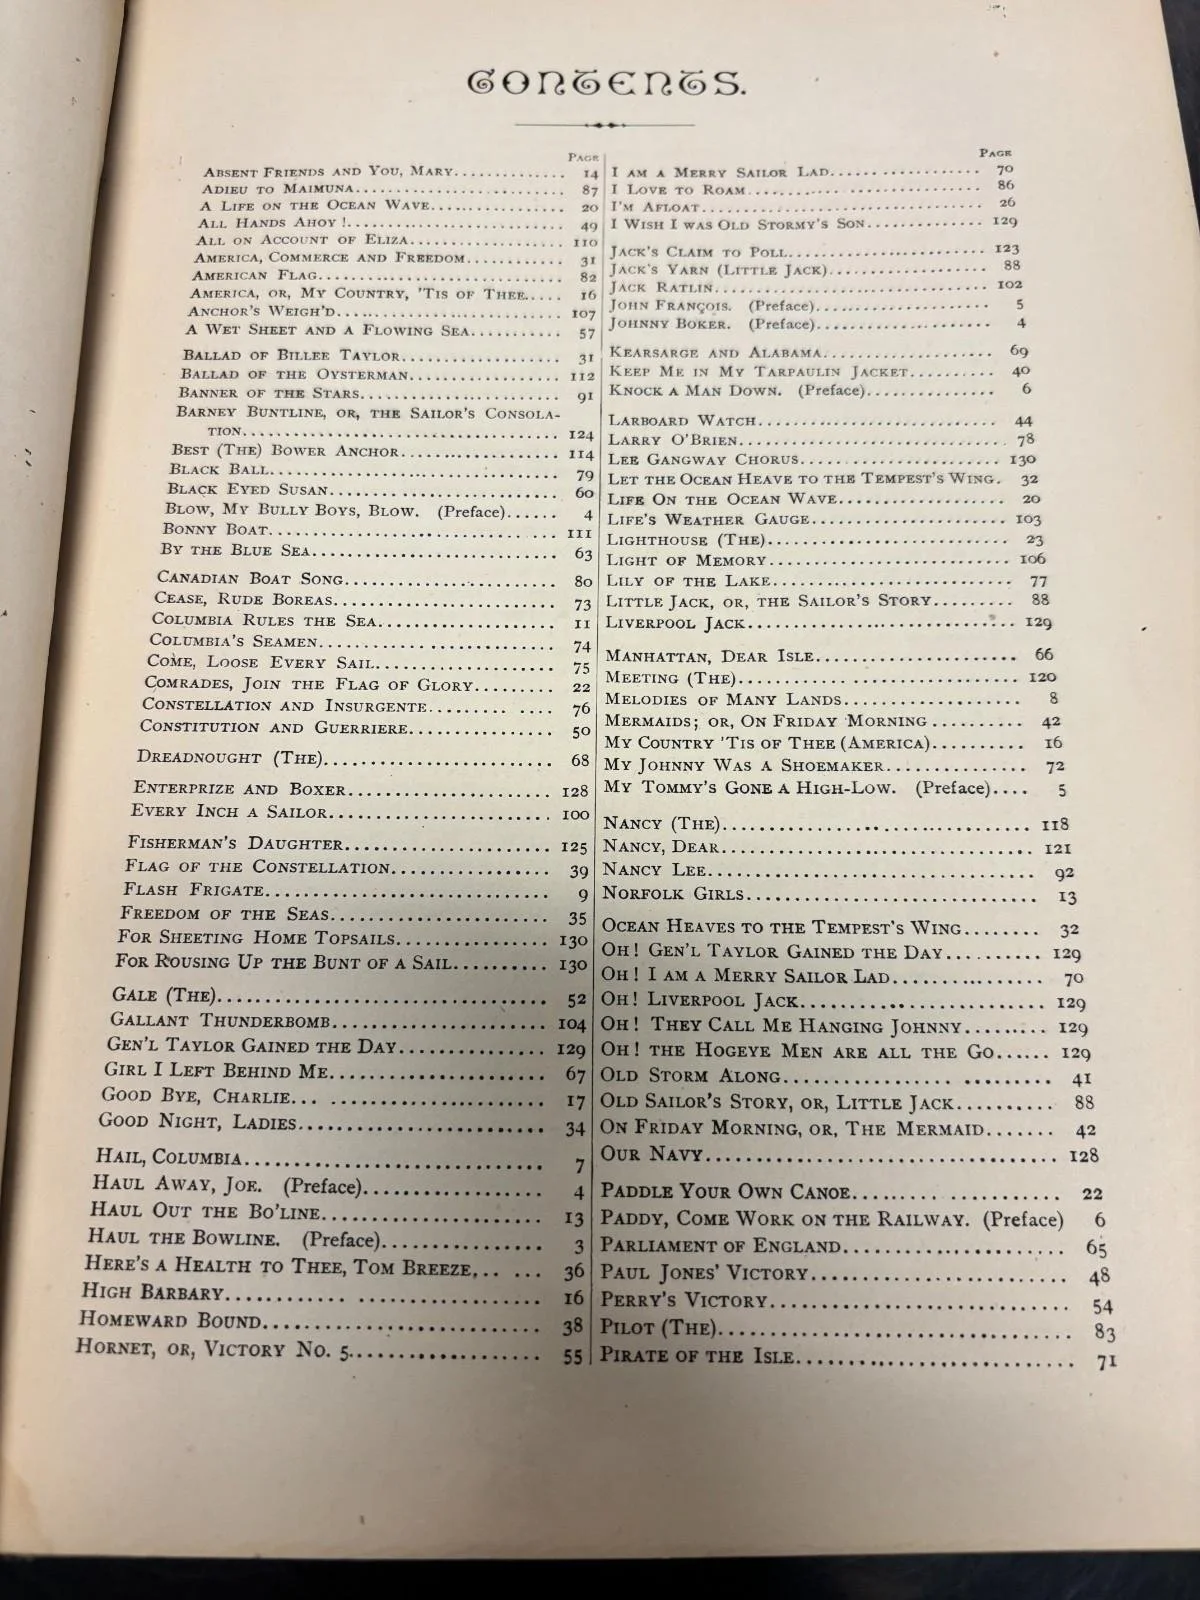 CONTENTS.
PAGE
ABSENT FRIENDS AND YOU, MARY............. 14
ADIEU TO MAIMUNA........................ 87
A LIFE ON THE OCEAN WAVE................ 20
ALL HANDS AHOY !........................ 49
ALL ON ACCOUNT OF ELIZA................. 110
AMERICA, COMMERCE AND FREEDOM........... 31
AMERICAN FLAG........................... 82
AMERICA, OR, MY COUNTRY, 'TIS OF THEE..... 16
ANCHOR'S WEIGH'D........................ 107
A WET SHEET AND A FLOWING SEA........... 57
BALLAD OF BILLEE TAYLOR................. 31
BALLAD OF THE OYSTERMAN................. 112
BANNER OF THE STARS..................... 91
BARNEY BUNTLINE, OR, THE SAILOR'S CONSOLA-
TION.................................... 124
BEST (THE) BOWER ANCHOR................. 114
BLACK BALL.............................. 79
BLACK EYED SUSAN........................ 60
BLOW, MY BULLY BOYS, BLOW. (Preface)...... 4
BONNY BOAT.............................. 111
BY THE BLUE SEA......................... 63
CANADIAN BOAT SONG...................... 80
CEASE, RUDE BOREAS...................... 73
COLUMBIA RULES THE SEA.................. 11
COLUMBIA'S SEAMEN....................... 74
COME, LOOSE EVERY SAIL.................. 75
COMRADES, JOIN THE FLAG OF GLORY......... 22
CONSTELLATION AND INSURGENTE......... .... 76
CONSTITUTION AND GUERRIERE.............. 50
DREADNOUGHT (THE)....................... 68
ENTERPRIZE AND BOXER.................... 128
EVERY INCH A SAILOR..................... 100
FISHERMAN'S DAUGHTER.................... 125
FLAG OF THE CONSTELLATION............... 39
FLASH FRIGATE........................... 9
FREEDOM OF THE SEAS..................... 35
FOR SHEETING HOME TOPSAILS.............. 130
FOR ROUSING UP THE BUNT OF A SAIL......... 130
GALE (THE).............................. 52
GALLANT THUNDERBOMB..................... 104
GEN'L TAYLOR GAINED THE DAY............. 129
GIRL I LEFT BEHIND ME................... 67
GOOD BYE, CHARLIE... ................... 17
GOOD NIGHT, LADIES...................... 34
HAIL, COLUMBIA.......................... 7
HAUL AWAY, JOE. (Preface)............... 4
HAUL OUT THE BO'LINE.................... 13
HAUL THE BOWLINE. (Preface)............. 3
HERE'S A HEALTH TO THEE, TOM BREEZE,.. ... 36
HIGH BARBARY............ ............... 16
HOMEWARD BOUND.......................... 38
HORNET, OR, VICTORY NO. 5............... 55
PAGE
I AM A MERRY SAILOR LAD................. 70
I LOVE TO ROAM.......................... 86
I'M AFLOAT.............................. 26
I WISH I WAS OLD STORMY'S SON........... 129
JACK'S CLAIM TO POLL.................... 123
JACK'S YARN (LITTLE JACK)............... 88
JACK RATLIN............................. 102
JOHN FRANÇOIS. (Preface)................ 5
JOHNNY BOKER. (Preface)................. 4
KEARSARGE AND ALABAMA................... 69
KEEP ME IN MY TARPAULIN JACKET.......... 40
KNOCK A MAN DOWN. (Preface)............. 6
LARBOARD WATCH.......................... 44
LARRY O'BRIEN........................... 78
LEE GANGWAY CHORUS...................... 130
LET THE OCEAN HEAVE TO THE TEMPEST'S WING. 32
LIFE ON THE OCEAN WAVE.................. 20
LIFE'S WEATHER GAUGE.................... 103
LIGHTHOUSE (THE)........................ 23
LIGHT OF MEMORY......................... 106
LILY OF THE LAKE........................ 77
LITTLE JACK, OR, THE SAILOR'S STORY......... 88
LIVERPOOL JACK.......................... 129
MANHATTAN, DEAR ISLE.................... 66
MEETING (THE)........................... 120
MELODIES OF MANY LANDS.................. 8
MERMAIDS; OR, ON FRIDAY MORNING .......... 42
MY COUNTRY 'TIS OF THEE (AMERICA).......... 16
MY JOHNNY WAS A SHOEMAKER............... 72
MY TOMMY'S GONE A HIGH-LOW. (Preface).... 5
NANCY (THE)............................. 118
NANCY, DEAR............................. 121
NANCY LEE............................... 92
NORFOLK GIRLS........................... 13
OCEAN HEAVES TO THE TEMPEST'S WING........ 32
OH! GEN'L TAYLOR GAINED THE DAY.......... 129
OH! I AM A MERRY SAILOR LAD............. 70
OH! LIVERPOOL JACK...................... 129
OH! THEY CALL ME HANGING JOHNNY......... 129
OH! THE HOGEYE MEN ARE ALL THE GO...... 129
OLD STORM ALONG................ ......... 41
OLD SAILOR'S STORY, OR, LITTLE JACK.......... 88
ON FRIDAY MORNING, OR, THE MERMAID....... 42
OUR NAVY................................ 128
PADDLE YOUR OWN CANOE..... ............. 22
PADDY, COME WORK ON THE RAILWAY. (Preface) 6
PARLIAMENT OF ENGLAND................... 65
PAUL JONES' VICTORY..................... 48
PERRY'S VICTORY......................... 54
PILOT (THE)............................. 83
PIRATE OF THE ISLE...................... 71